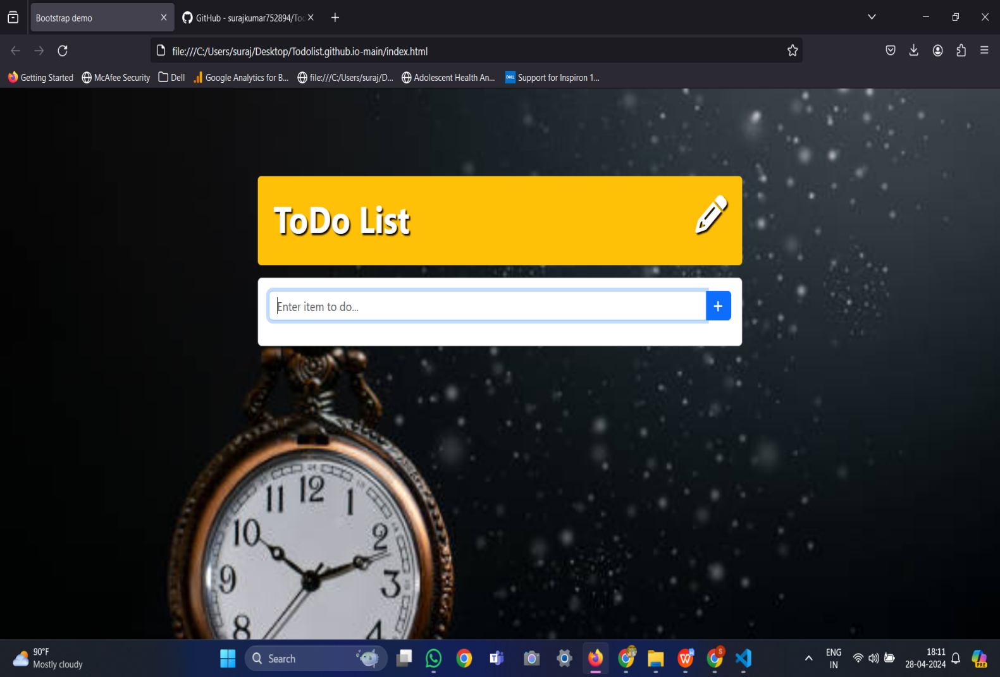 Bootstrap demo
GitHub - surajkumar752894/Tod
file:///C:/Users/suraj/Desktop/Todolist.github.io-main/index.html
Getting Started McAfee Security Dell Google Analytics for B... file:///C:/Users/suraj/D... Adolescent Health An... DELL Support for Inspiron 1...
ToDo List
Enter item to do...
+
12
11 1
10 2
9 3
8 4
90°F
Mostly cloudy
Search
ENG
IN
18:11
28-04-2024
PRE